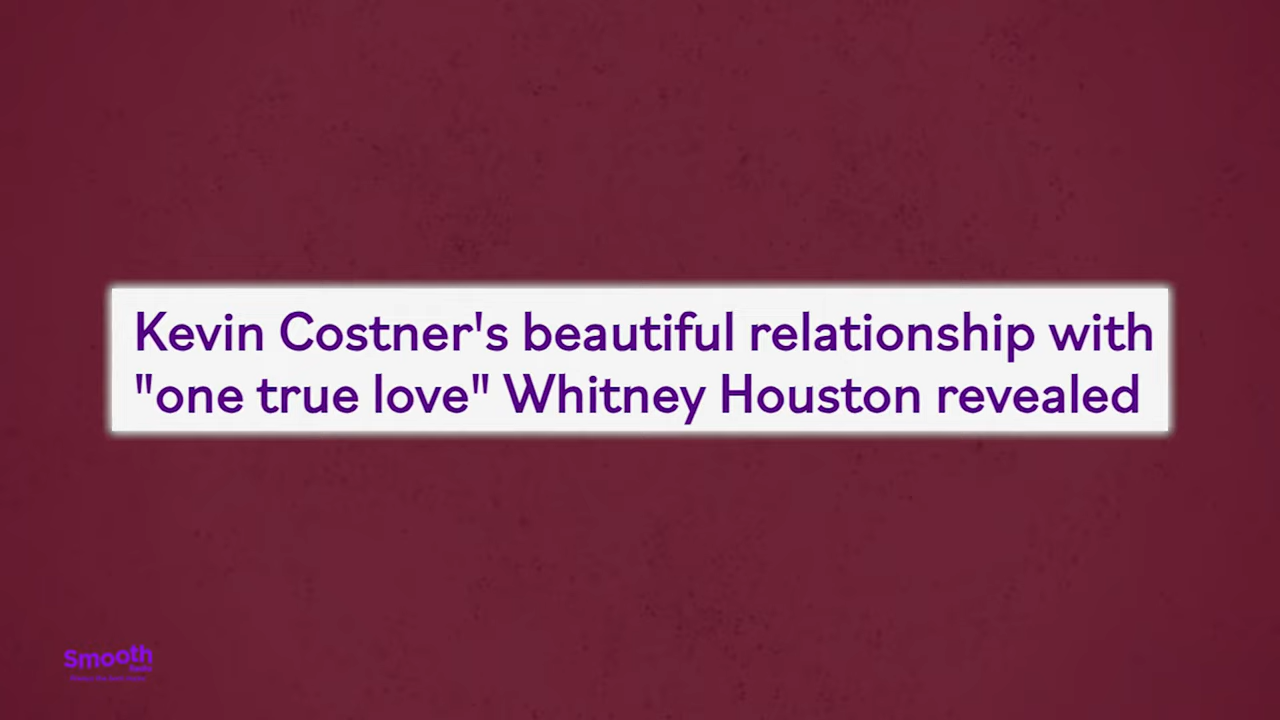 Kevin Costner's beautiful relationship with
"one true love" Whitney Houston revealed
Smooth